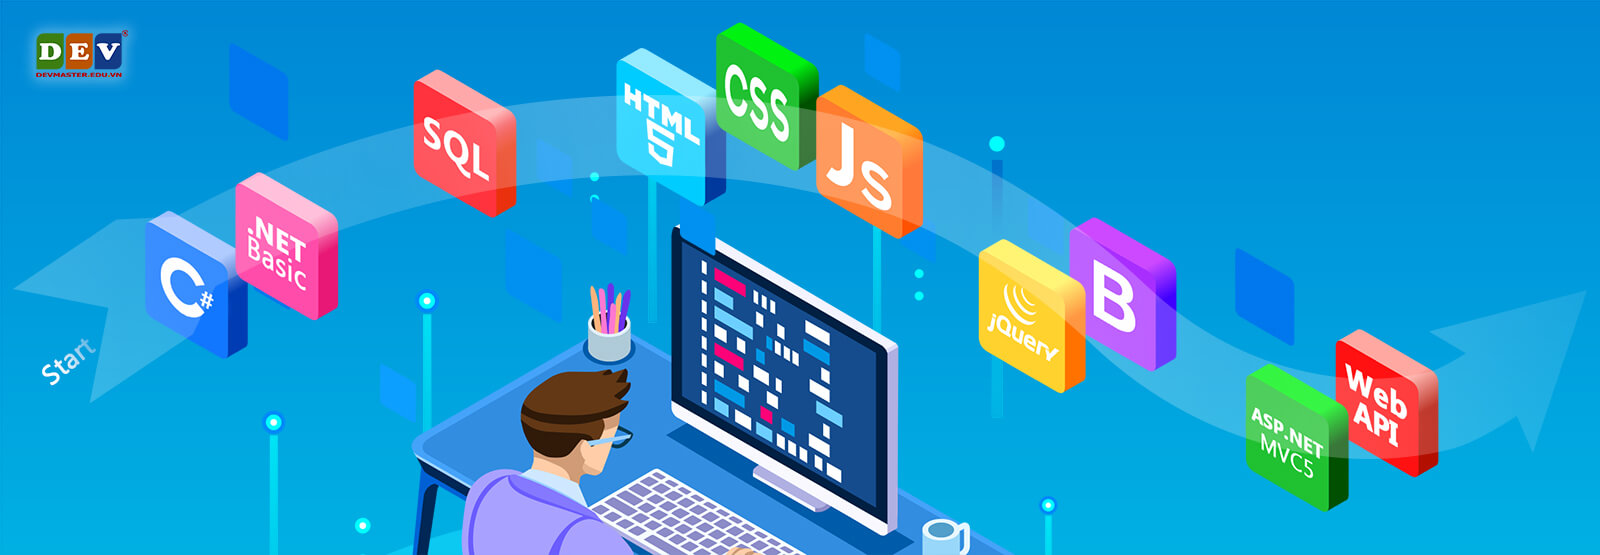 DEV
DEVMASTER.EDU.VN
Start
C#
.NET
Basic
SQL
HTML
5
CSS
Js
jQuery
B
ASP.NET
MVC5
Web
API